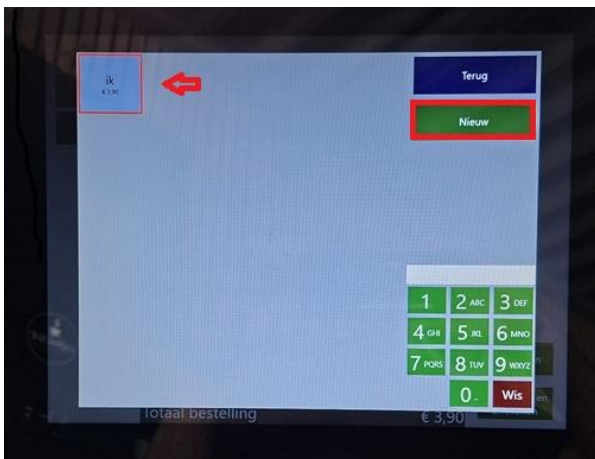 ik
€ 3,90
Terug
Nieuw
1
2 ABC
3 DEF
4 GHI
5 JKL
6 MNO
7 PQRS
8 TUV
9 WXYZ
0
Wis
en
Totaal bestelling
€ 3,90